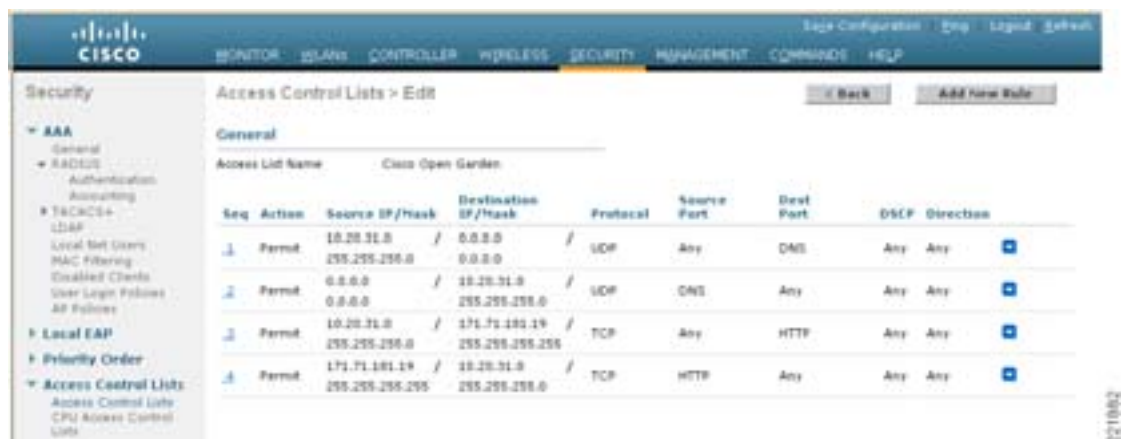 Save Configuration Ping Logout Refresh
CISCO
MONITOR WLANs CONTROLLER WIRELESS SECURITY MANAGEMENT COMMANDS HELP
Security
Access Control Lists > Edit
< Back
Add New Rule
AAA
General
RADIUS
Authentication
Accounting
TACACS+
LDAP
Local Net Users
MAC Filtering
Disabled Clients
User Login Policies
AP Policies
Local EAP
Priority Order
Access Control Lists
Access Control Lists
CPU Access Control Lists
General
Access List Name Cisco Open Garden
Seq Action Source IP/Mask Destination IP/Mask Protocol Source Port Dest Port DSCP Direction
1 Permit 10.20.31.0 / 255.255.255.0 0.0.0.0 / 0.0.0.0 UDP Any DNS Any Any
2 Permit 0.0.0.0 / 0.0.0.0 10.20.31.0 / 255.255.255.0 UDP DNS Any Any Any
3 Permit 10.20.31.0 / 255.255.255.0 171.71.181.19 / 255.255.255.255 TCP Any HTTP Any Any
4 Permit 171.71.181.19 / 255.255.255.255 10.20.31.0 / 255.255.255.0 TCP HTTP Any Any Any
221882